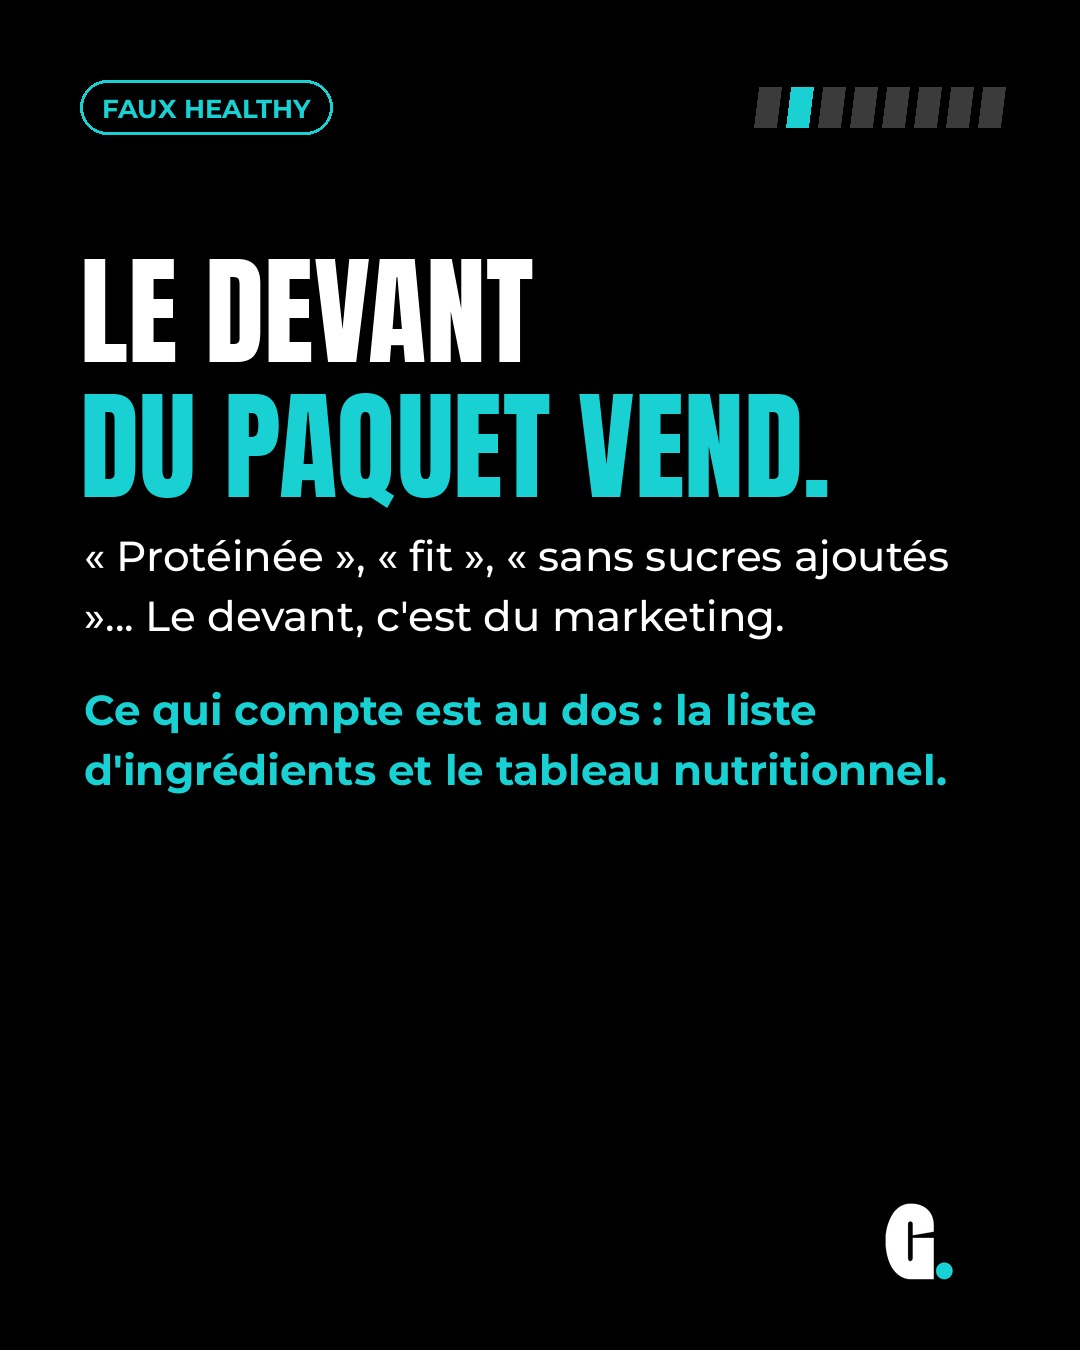 FAUX HEALTHY
LE DEVANT
DU PAQUET VEND.
« Protéinée », « fit », « sans sucres ajoutés
»... Le devant, c'est du marketing.
Ce qui compte est au dos : la liste
d'ingrédients et le tableau nutritionnel.
G.